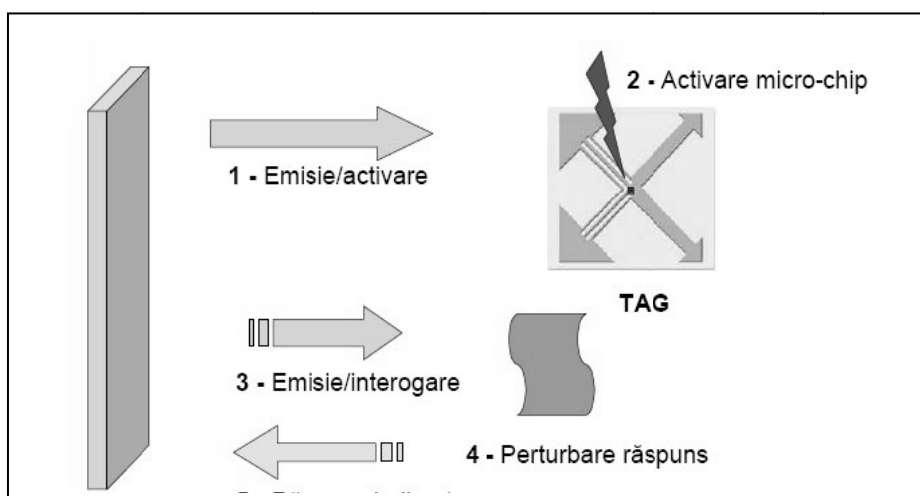 2 - Activare micro-chip
1 - Emisie/activare
TAG
3 - Emisie/interogare
4 - Perturbare răspuns